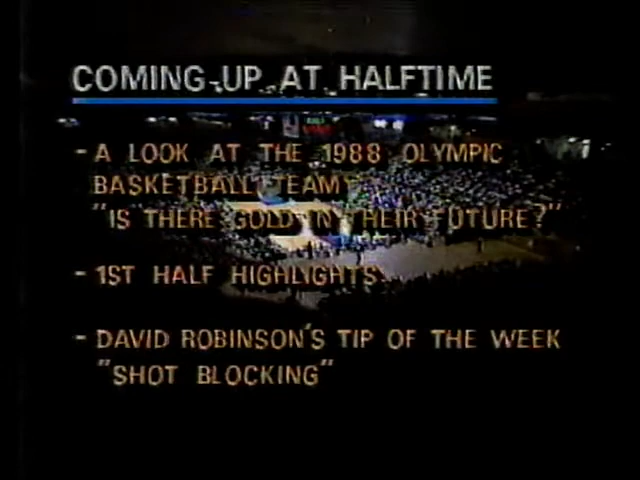 COMING-UP AT HALFTIME
- A LOOK AT THE 1988 OLYMPIC
BASKETBALL TEAM
"IS THERE GOLD IN THEIR FUTURE?"
- 1ST HALF HIGHLIGHTS
- DAVID ROBINSON'S TIP OF THE WEEK
"SHOT BLOCKING"